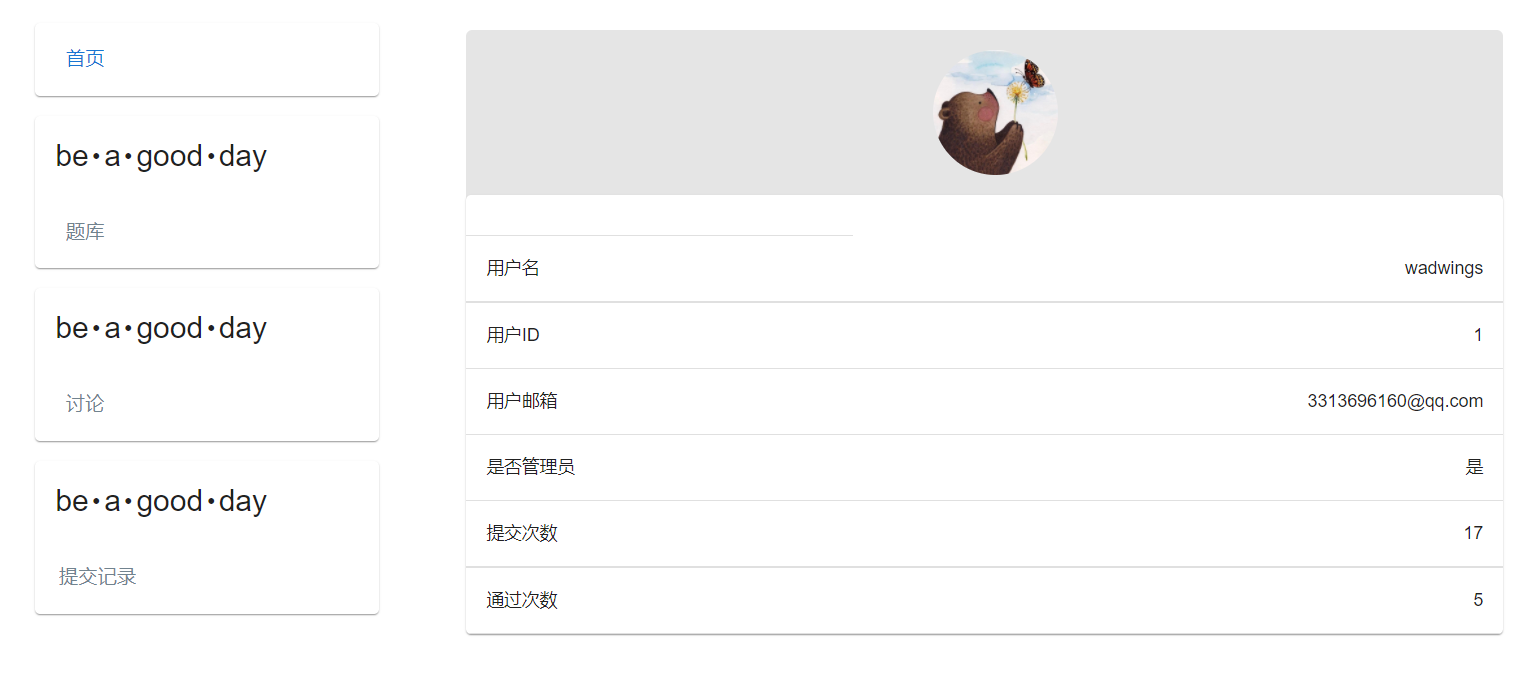 首页
be•a•good•day
题库
be•a•good•day
讨论
be•a•good•day
提交记录
用户名 wadwings
用户ID 1
用户邮箱 3313696160@qq.com
是否管理员 是
提交次数 17
通过次数 5